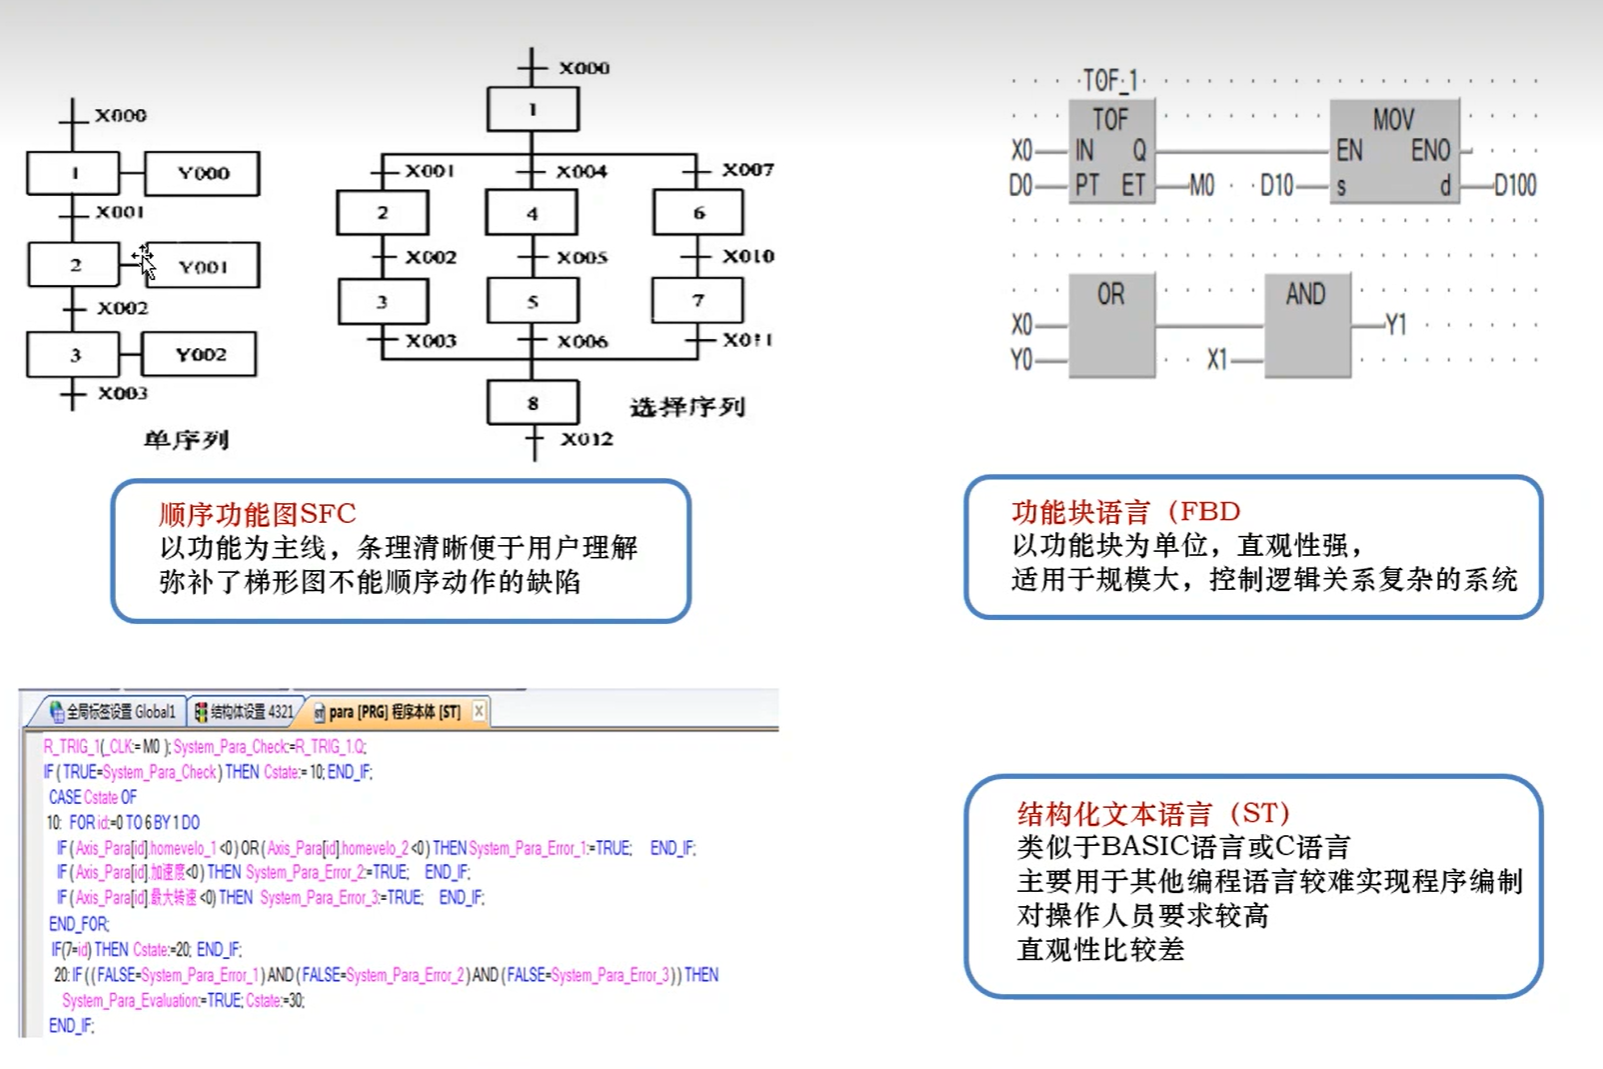 X000
1
Y000
X001
2
Y001
X002
3
Y002
X003
单序列
X000
1
X001
X004
X007
2
4
6
X002
X005
X010
3
5
7
X003
X006
X011
8
选择序列
X012
TOF_1
TOF
MOV
X0
IN
Q
EN
ENO
D0
PT
ET
M0
D10
s
d
D100
OR
AND
X0
Y1
Y0
X1
顺序功能图SFC
以功能为主线，条理清晰便于用户理解
弥补了梯形图不能顺序动作的缺陷
功能块语言（FBD
以功能块为单位，直观性强，
适用于规模大，控制逻辑关系复杂的系统
全局标签设置 Global1
结构体设置 4321
para [PRG] 程序本体 [ST]
R_TRIG_1(_CLK:= M0 ); System_Para_Check:=R_TRIG_1.Q;
IF ( TRUE=System_Para_Check ) THEN Cstate:= 10; END_IF;
CASE Cstate OF
10: FOR id:=0 TO 6 BY 1 DO
IF ( Axis_Para[id].homevelo_1 <0 ) OR ( Axis_Para[id].homevelo_2 <0 ) THEN System_Para_Error_1:=TRUE; END_IF;
IF ( Axis_Para[id].加速度<0 ) THEN System_Para_Error_2:=TRUE; END_IF;
IF ( Axis_Para[id].最大转速 <0 ) THEN System_Para_Error_3:=TRUE; END_IF;
END_FOR;
IF(7=id) THEN Cstate:=20; END_IF;
20: IF ( ( FALSE=System_Para_Error_1 ) AND ( FALSE=System_Para_Error_2 ) AND ( FALSE=System_Para_Error_3 ) ) THEN
System_Para_Evaluation:=TRUE; Cstate:=30;
END_IF;
结构化文本语言（ST）
类似于BASIC语言或C语言
主要用于其他编程语言较难实现程序编制
对操作人员要求较高
直观性比较差